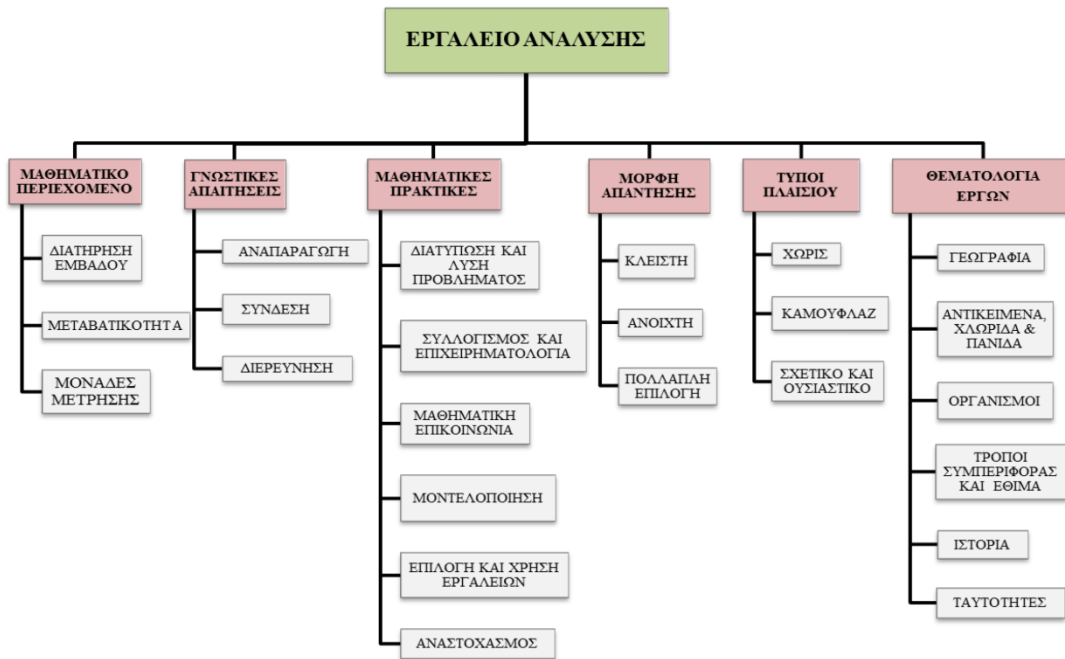 ΕΡΓΑΛΕΙΟ ΑΝΑΛΥΣΗΣ
ΜΑΘΗΜΑΤΙΚΟ
ΠΕΡΙΕΧΟΜΕΝΟ
ΔΙΑΤΗΡΗΣΗ
ΕΜΒΑΔΟΥ
ΜΕΤΑΒΑΤΙΚΟΤΗΤΑ
ΜΟΝΑΔΕΣ
ΜΕΤΡΗΣΗΣ
ΓΝΩΣΤΙΚΕΣ
ΑΠΑΙΤΗΣΕΙΣ
ΑΝΑΠΑΡΑΓΩΓΗ
ΣΥΝΔΕΣΗ
ΔΙΕΡΕΥΝΗΣΗ
ΜΑΘΗΜΑΤΙΚΕΣ
ΠΡΑΚΤΙΚΕΣ
ΔΙΑΤΥΠΩΣΗ ΚΑΙ
ΛΥΣΗ
ΠΡΟΒΛΗΜΑΤΟΣ
ΣΥΛΛΟΓΙΣΜΟΣ ΚΑΙ
ΕΠΙΧΕΙΡΗΜΑΤΟΛΟΓΙΑ
ΜΑΘΗΜΑΤΙΚΗ
ΕΠΙΚΟΙΝΩΝΙΑ
ΜΟΝΤΕΛΟΠΟΙΗΣΗ
ΕΠΙΛΟΓΗ ΚΑΙ ΧΡΗΣΗ
ΕΡΓΑΛΕΙΩΝ
ΑΝΑΣΤΟΧΑΣΜΟΣ
ΜΟΡΦΗ
ΑΠΑΝΤΗΣΗΣ
ΚΛΕΙΣΤΗ
ΑΝΟΙΧΤΗ
ΠΟΛΛΑΠΛΗ
ΕΠΙΛΟΓΗ
ΤΥΠΟΙ
ΠΛΑΙΣΙΟΥ
ΧΩΡΙΣ
ΚΑΜΟΥΦΛΑΖ
ΣΧΕΤΙΚΟ ΚΑΙ
ΟΥΣΙΑΣΤΙΚΟ
ΘΕΜΑΤΟΛΟΓΙΑ
ΕΡΓΩΝ
ΓΕΩΓΡΑΦΙΑ
ΑΝΤΙΚΕΙΜΕΝΑ,
ΧΛΩΡΙΔΑ &
ΠΑΝΙΔΑ
ΟΡΓΑΝΙΣΜΟΙ
ΤΡΟΠΟΙ
ΣΥΜΠΕΡΙΦΟΡΑΣ
ΚΑΙ ΕΘΙΜΑ
ΙΣΤΟΡΙΑ
ΤΑΥΤΟΤΗΤΕΣ